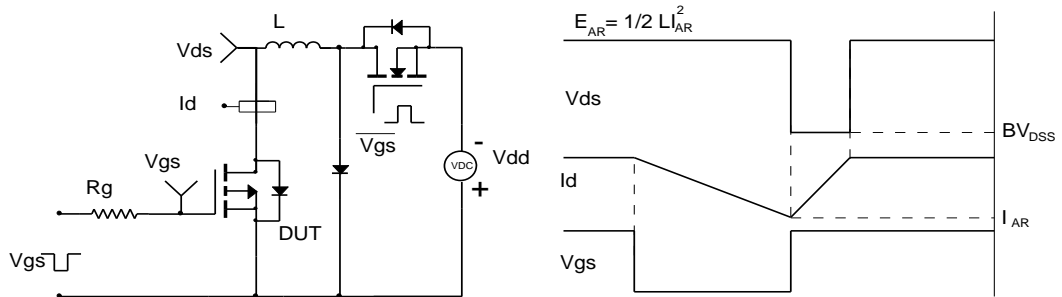 L
Vds
Id
Vgs
Vgs
Rg
Vgs
DUT
VDC
-
+
Vdd
E_AR = 1/2 LI_AR^2
Vds
BV_DSS
Id
I_AR
Vgs